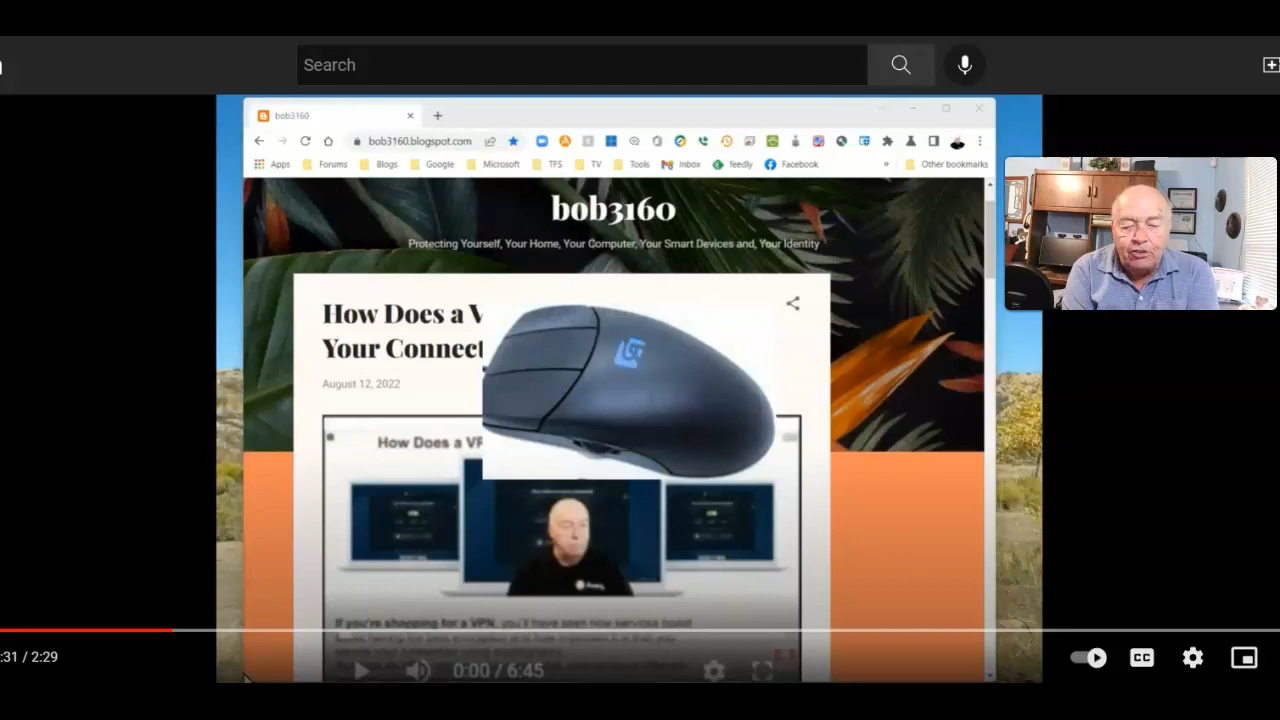 Search
bob3160
bob3160.blogspot.com
Apps Forums Blogs Google Microsoft TFS TV Tools Inbox feedly Facebook » Other bookmarks
bob3160
Protecting Yourself, Your Home, Your Computer, Your Smart Devices and, Your Identity
How Does a V
Your Connect
August 12, 2022
How Does a VP
If you're shopping for a VPN, you'll have seen how services boast
0:00 / 6:45
:31 / 2:29
CC